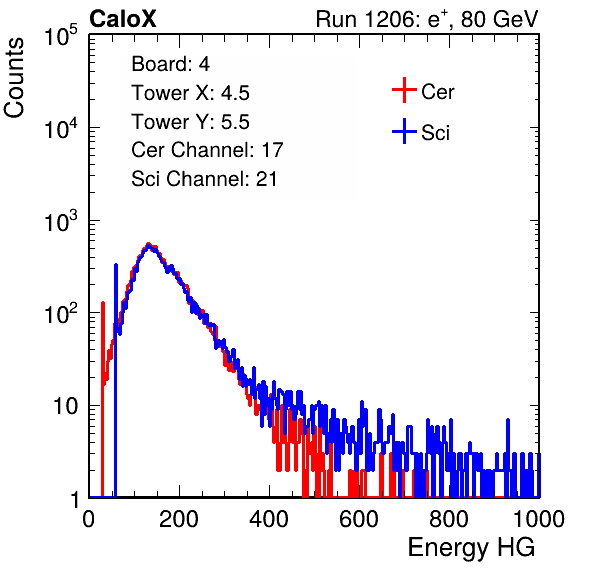 CaloX Run 1206: e⁺, 80 GeV
Counts
10⁵
10⁴
10³
10²
10
1
Board: 4
Tower X: 4.5
Tower Y: 5.5
Cer Channel: 17
Sci Channel: 21
Cer
Sci
0 200 400 600 800 1000
Energy HG